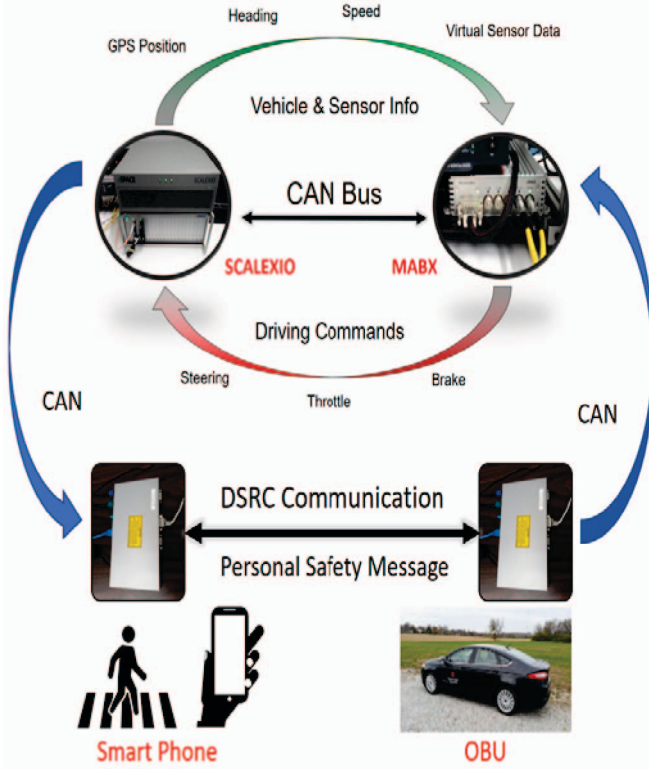 Heading
Speed
GPS Position
Virtual Sensor Data
Vehicle & Sensor Info
CAN Bus
SCALEXIO
MABX
Driving Commands
Steering
Brake
Throttle
CAN
CAN
DSRC Communication
Personal Safety Message
Smart Phone
OBU